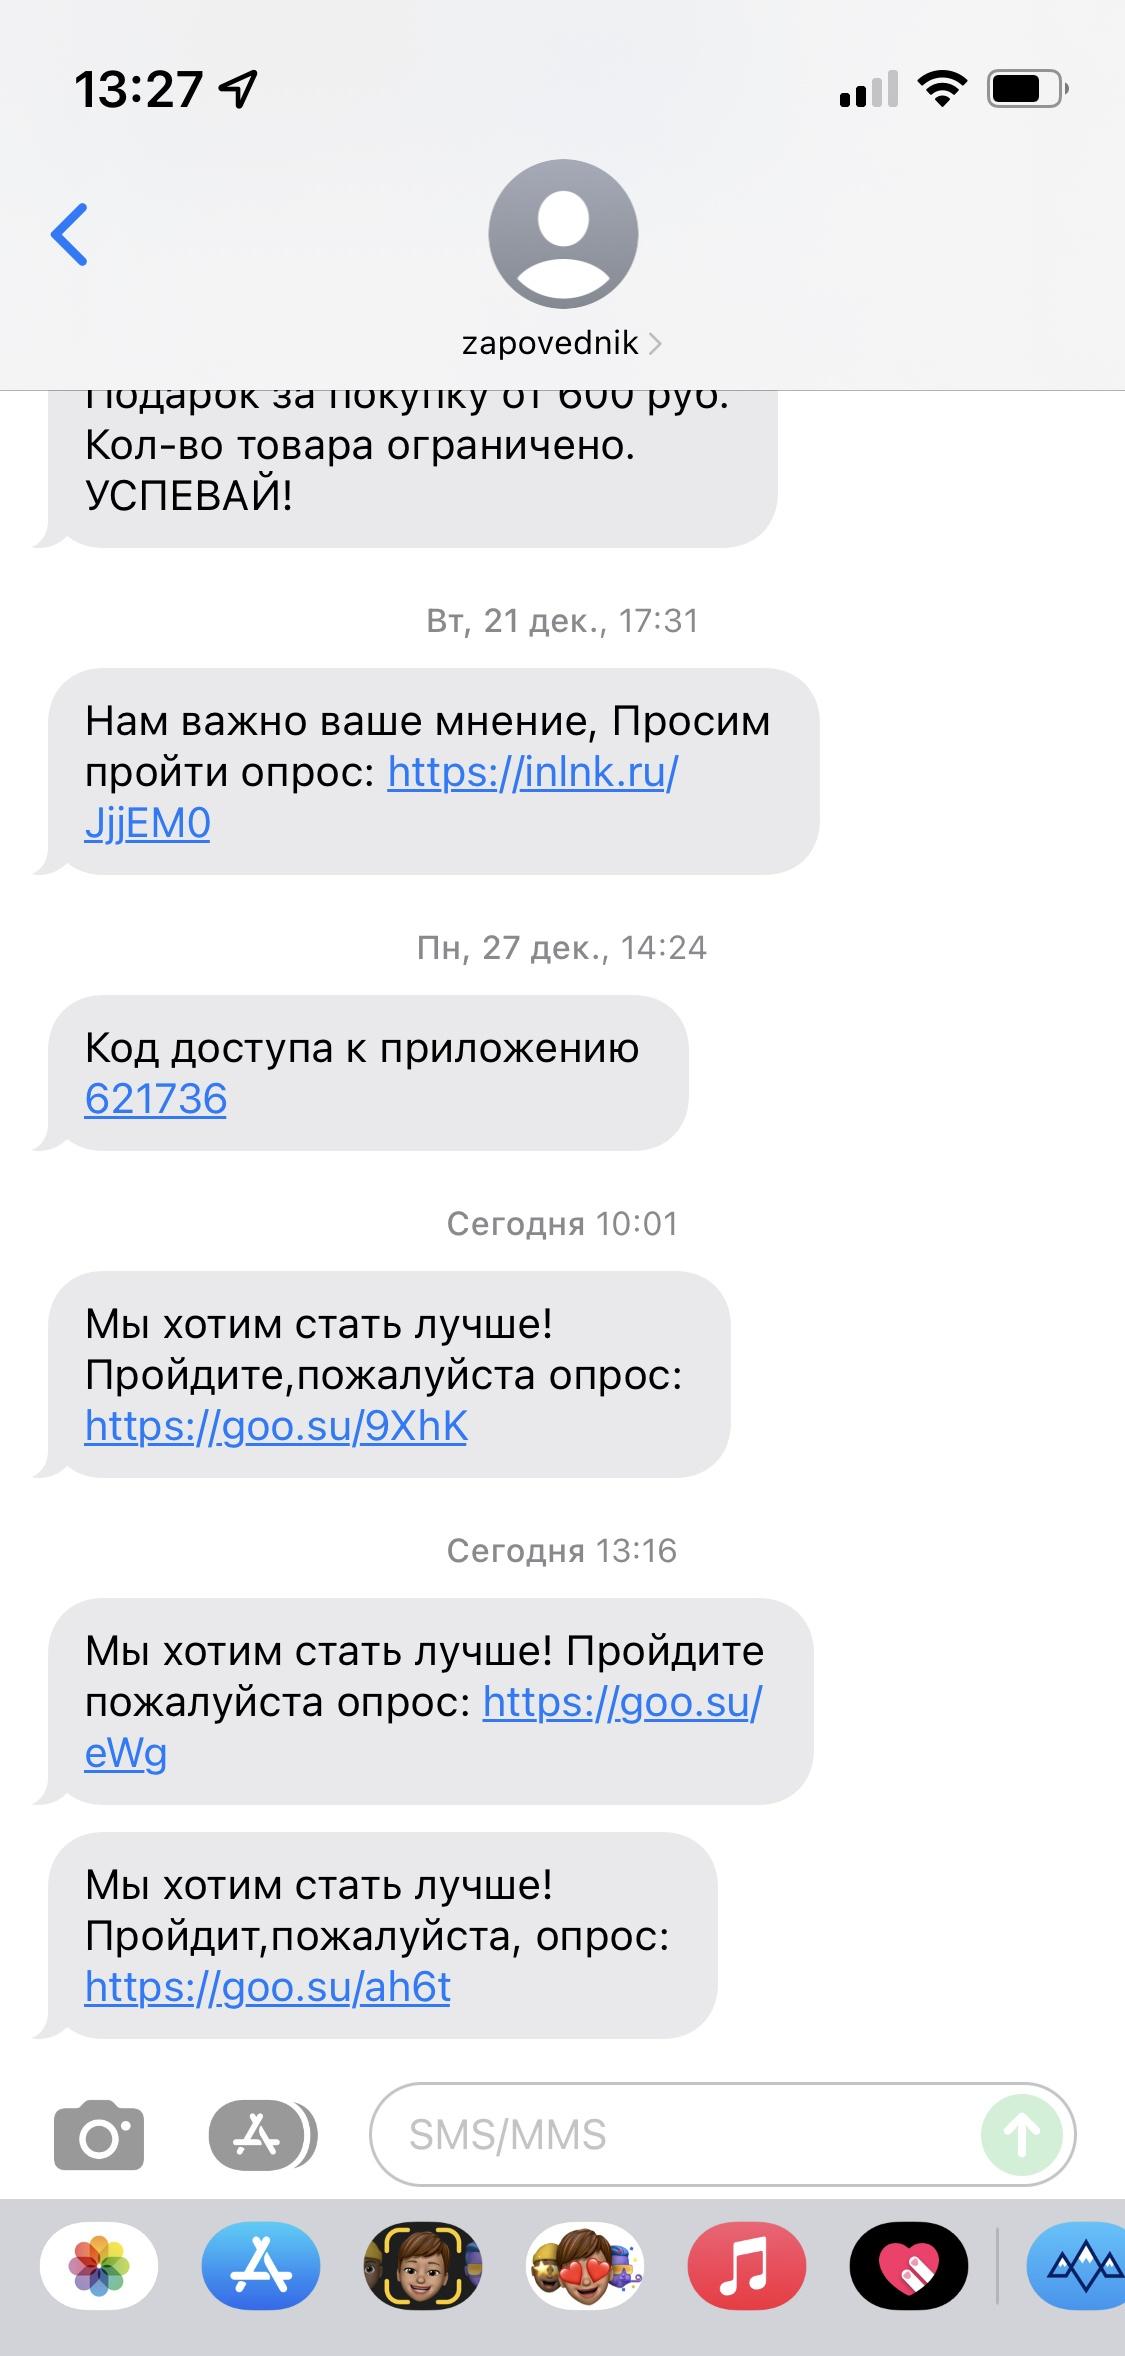 13:27
zapovednik
Подарок за покупку от 600 руб.
Кол-во товара ограничено.
УСПЕВАЙ!
Вт, 21 дек., 17:31
Нам важно ваше мнение, Просим
пройти опрос: https://inlnk.ru/
JjjEM0
Пн, 27 дек., 14:24
Код доступа к приложению
621736
Сегодня 10:01
Мы хотим стать лучше!
Пройдите,пожалуйста опрос:
https://goo.su/9XhK
Сегодня 13:16
Мы хотим стать лучше! Пройдите
пожалуйста опрос: https://goo.su/
eWg
Мы хотим стать лучше!
Пройдит,пожалуйста, опрос:
https://goo.su/ah6t
SMS/MMS